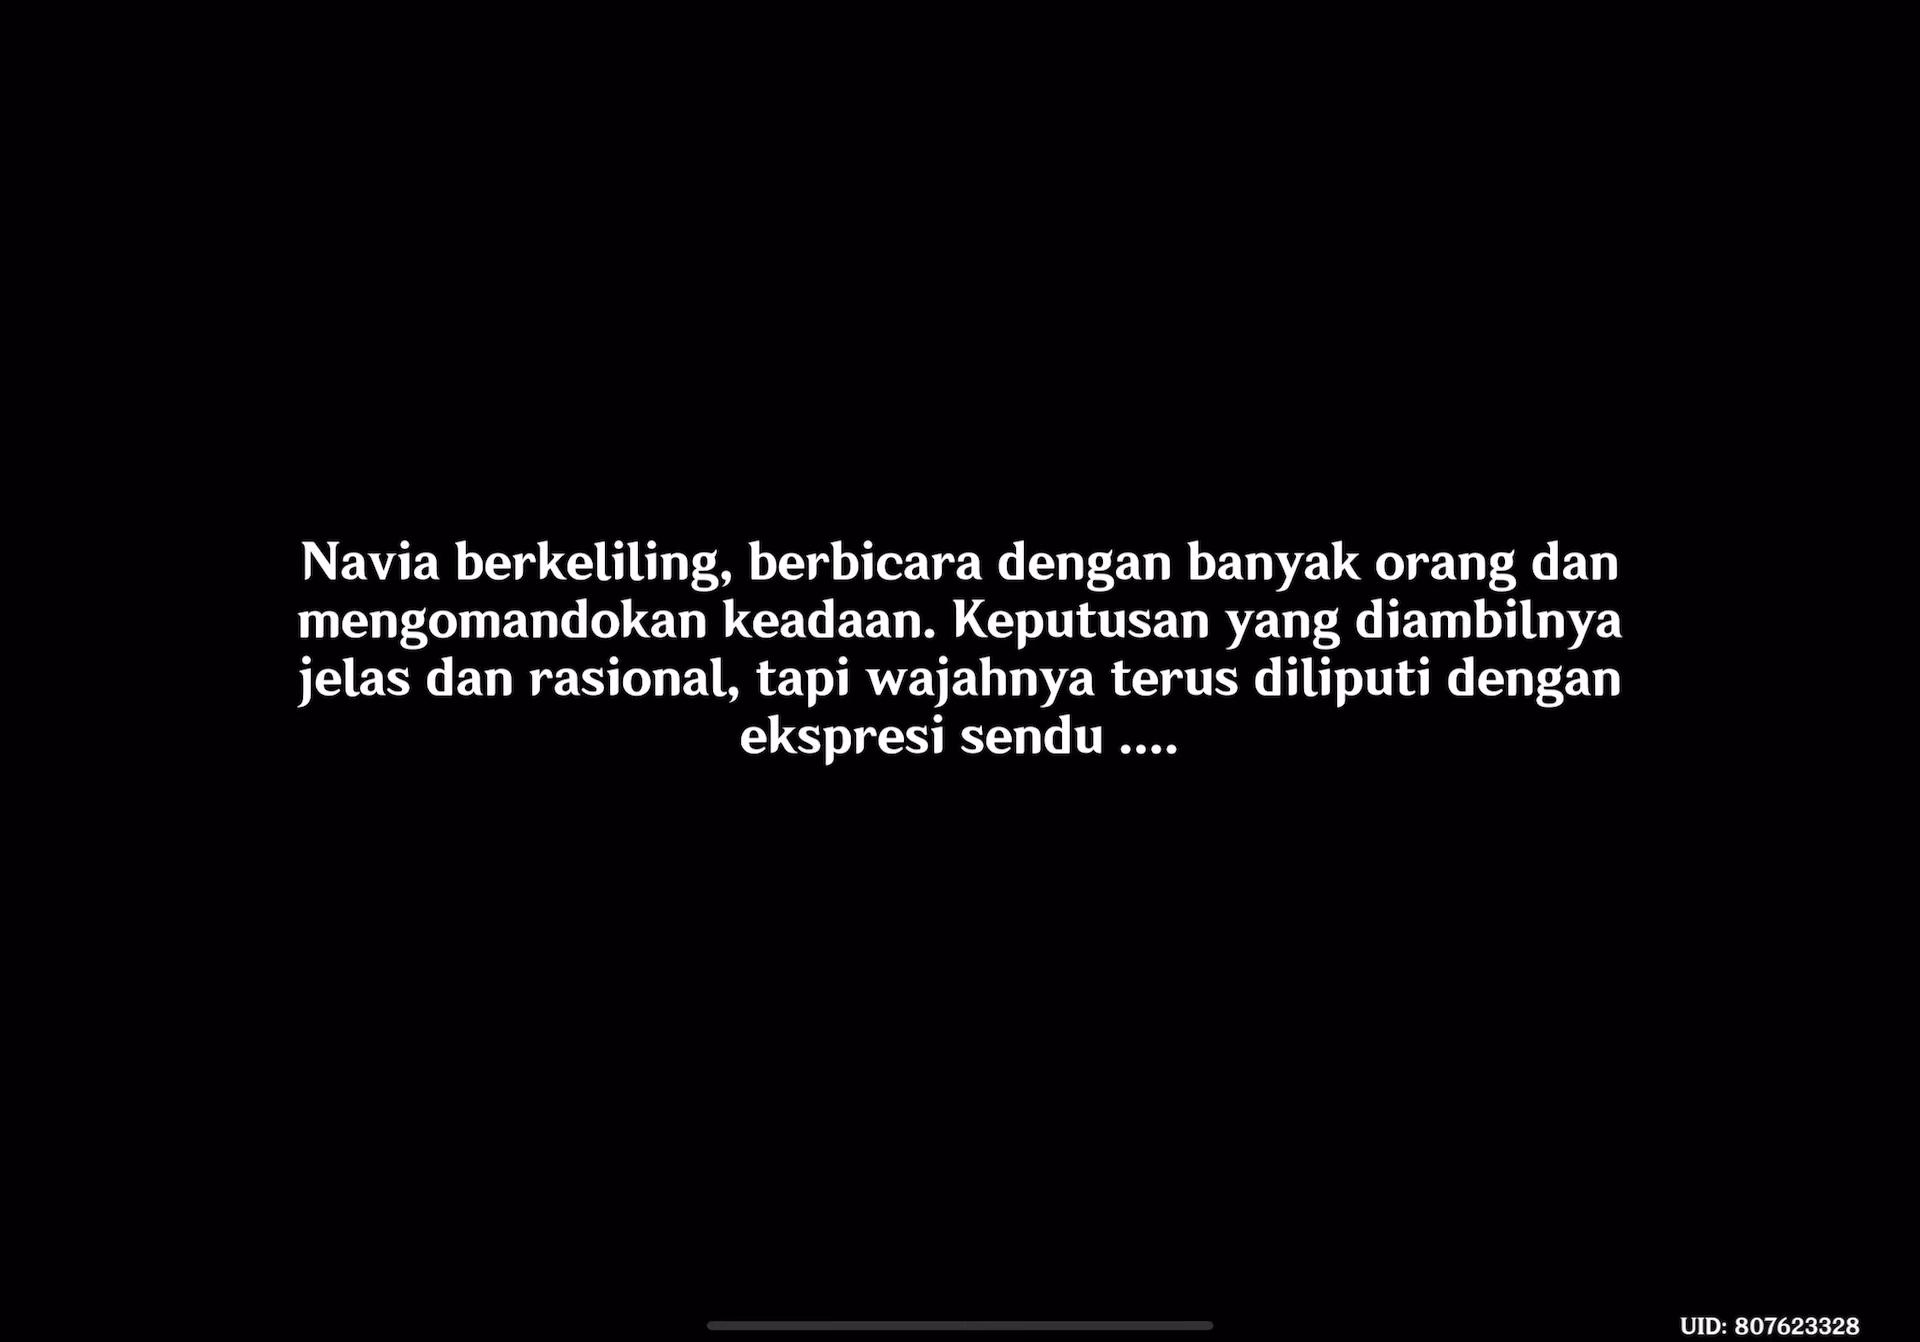 Navia berkeliling, berbicara dengan banyak orang dan
mengomandokan keadaan. Keputusan yang diambilnya
jelas dan rasional, tapi wajahnya terus diliputi dengan
ekspresi sendu ....
UID: 807623328